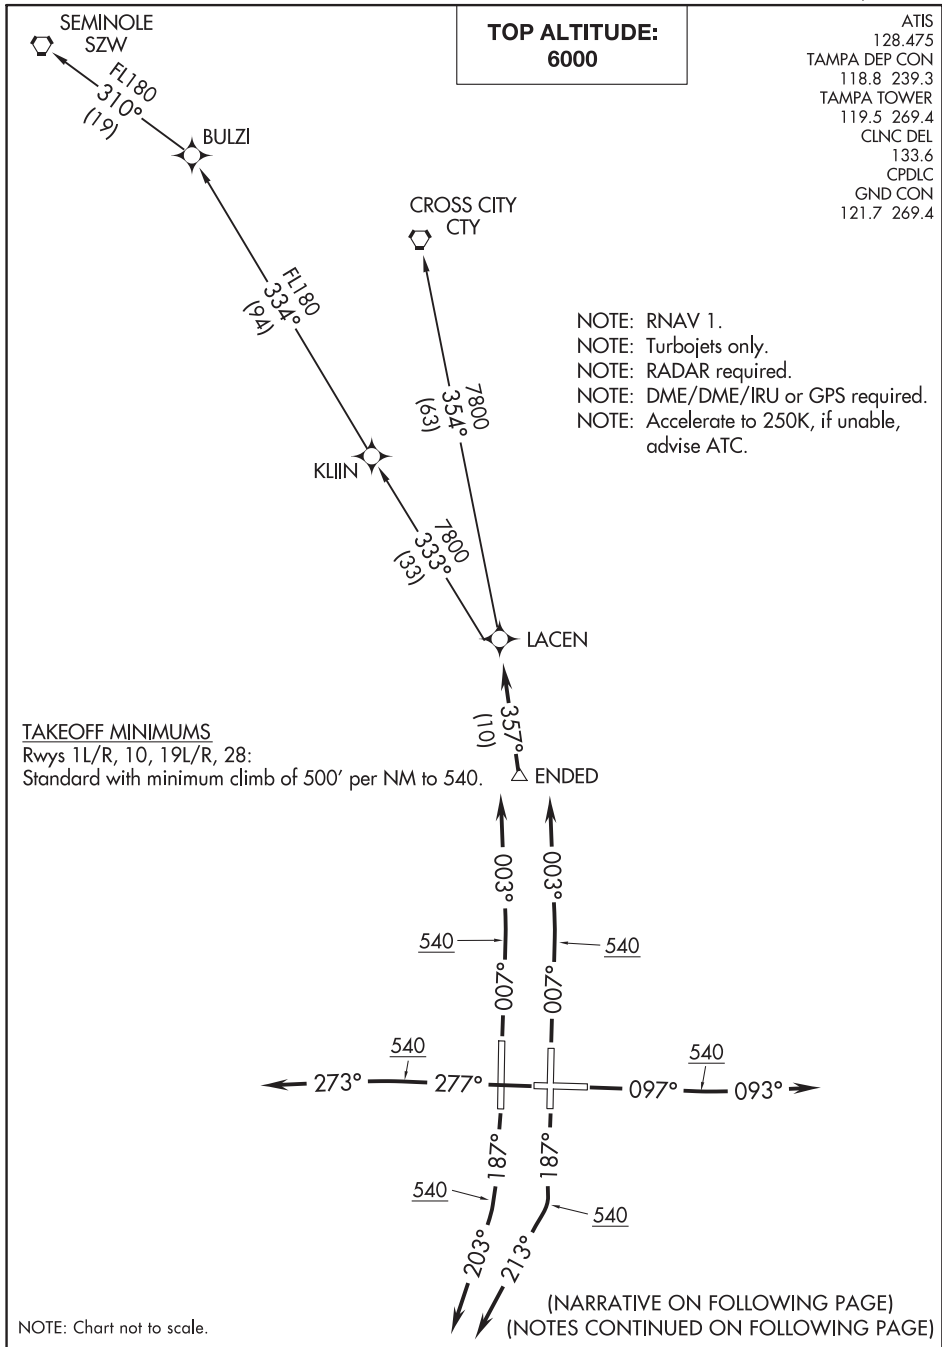 SEMINOLE
SZW
FL180
310°
(19)
BULZI
TOP ALTITUDE:
6000
ATIS
128.475
TAMPA DEP CON
118.8 239.3
TAMPA TOWER
119.5 269.4
CLNC DEL
133.6
CPDLC
GND CON
121.7 269.4
CROSS CITY
CTY
FL180
334°
(94)
NOTE: RNAV 1.
NOTE: Turbojets only.
NOTE: RADAR required.
NOTE: DME/DME/IRU or GPS required.
NOTE: Accelerate to 250K, if unable,
advise ATC.
7800
354°
(63)
KLIIN
7800
333°
(33)
LACEN
357°
(10)
TAKEOFF MINIMUMS
Rwys 1L/R, 10, 19L/R, 28:
Standard with minimum climb of 500' per NM to 540.
ENDED
003°
003°
540
540
007°
007°
540
540
273°
277°
097°
093°
187°
187°
540
540
203°
213°
(NARRATIVE ON FOLLOWING PAGE)
(NOTES CONTINUED ON FOLLOWING PAGE)
NOTE: Chart not to scale.